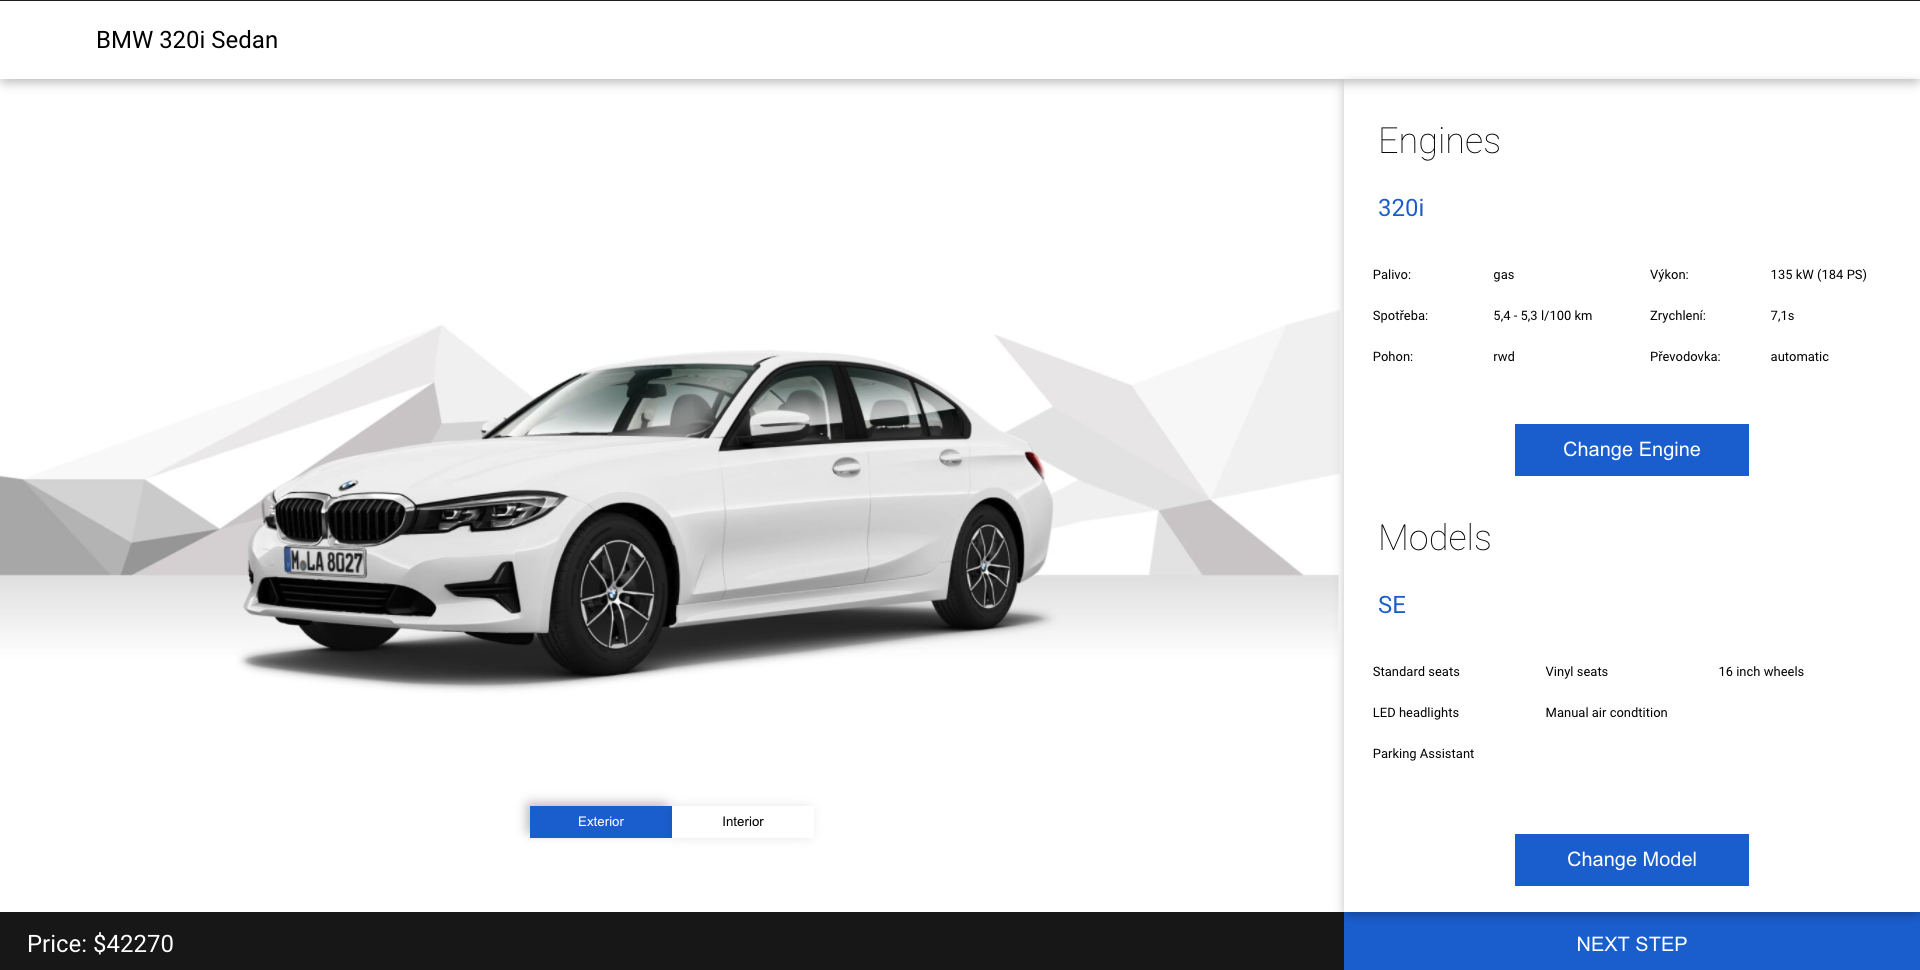 BMW 320i Sedan
Engines
320i
Palivo: gas Výkon: 135 kW (184 PS)
Spotřeba: 5,4 - 5,3 l/100 km Zrychlení: 7,1s
Pohon: rwd Převodovka: automatic
Change Engine
Models
SE
Standard seats Vinyl seats 16 inch wheels
LED headlights Manual air condtition
Parking Assistant
Change Model
M LA 8027
Exterior Interior
Price: $42270 NEXT STEP